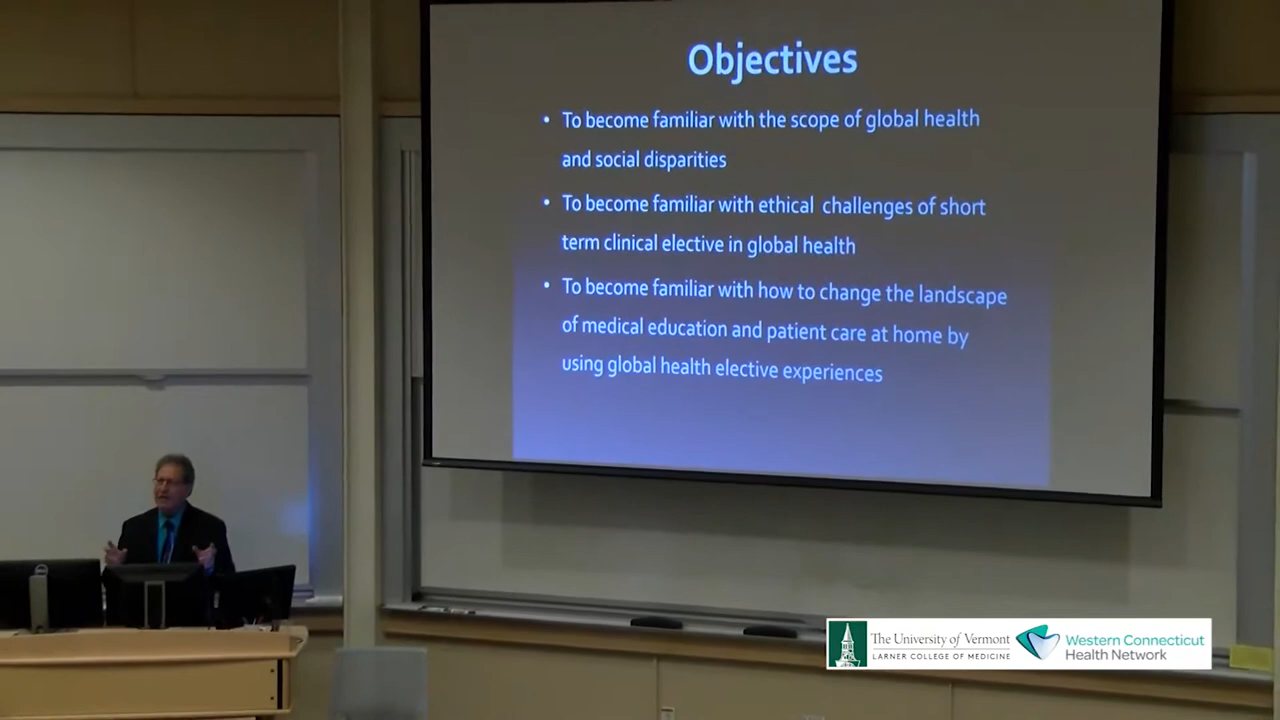 Objectives
• To become familiar with the scope of global health
and social disparities
• To become familiar with ethical challenges of short
term clinical elective in global health
• To become familiar with how to change the landscape
of medical education and patient care at home by
using global health elective experiences
The University of Vermont
LARNER COLLEGE OF MEDICINE
Western Connecticut
Health Network